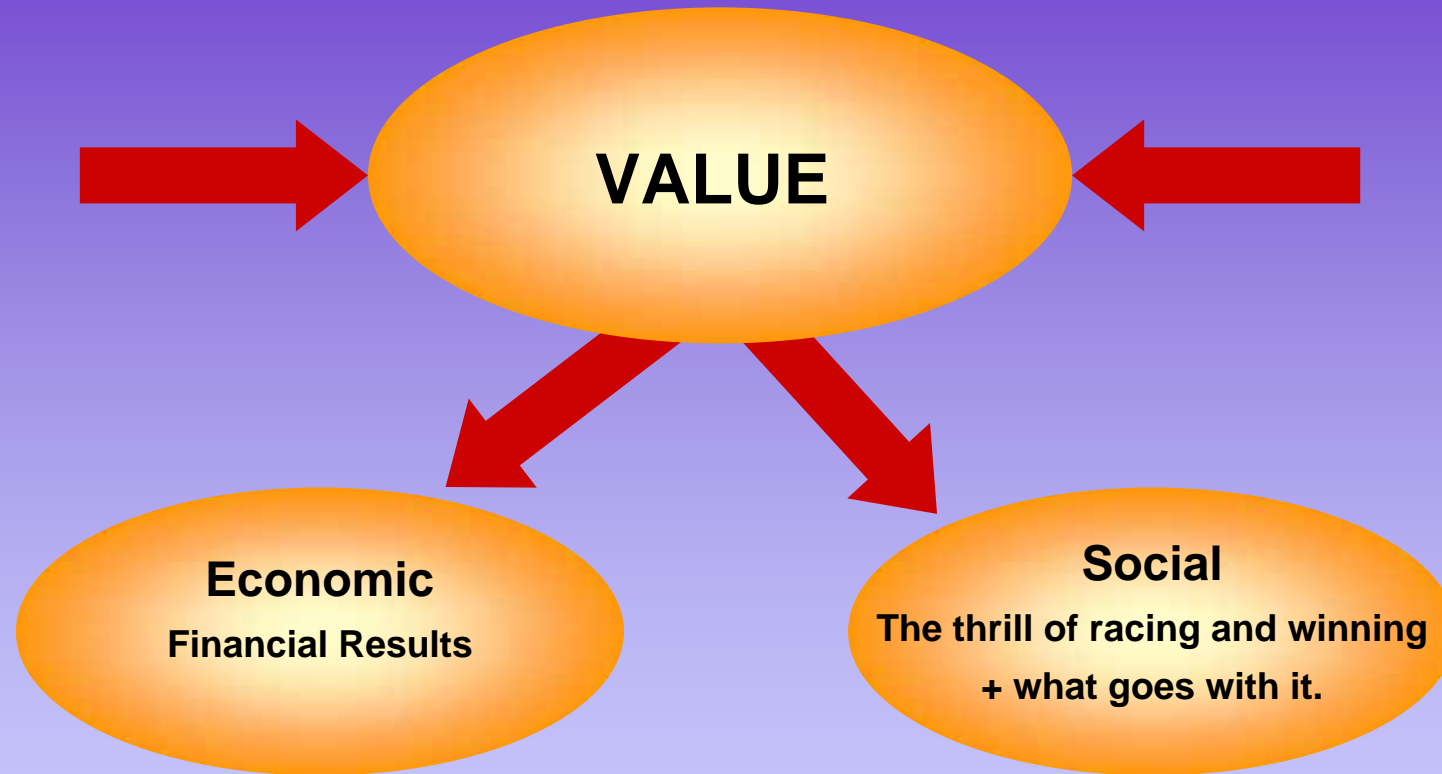 VALUE
Economic
Financial Results
Social
The thrill of racing and winning
+ what goes with it.